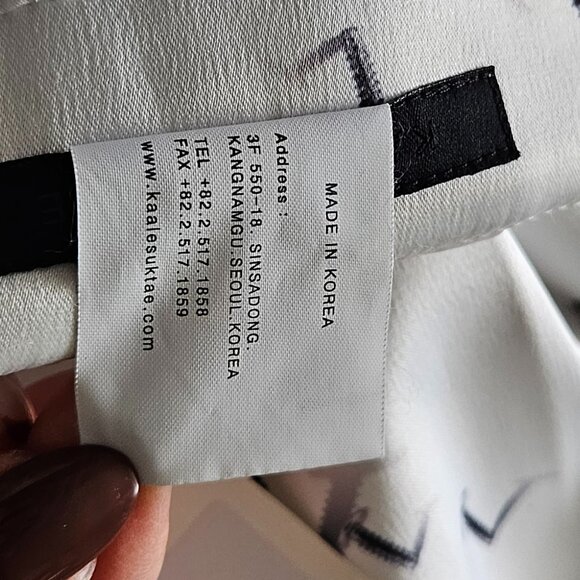 MADE IN KOREA
Address :
3F 550-18 SINSADONG.
KANGNAMGU.SEOUL.KOREA
TEL +82.2.517.1858
FAX +82.2.517.1859
www.kaalesuktae.com